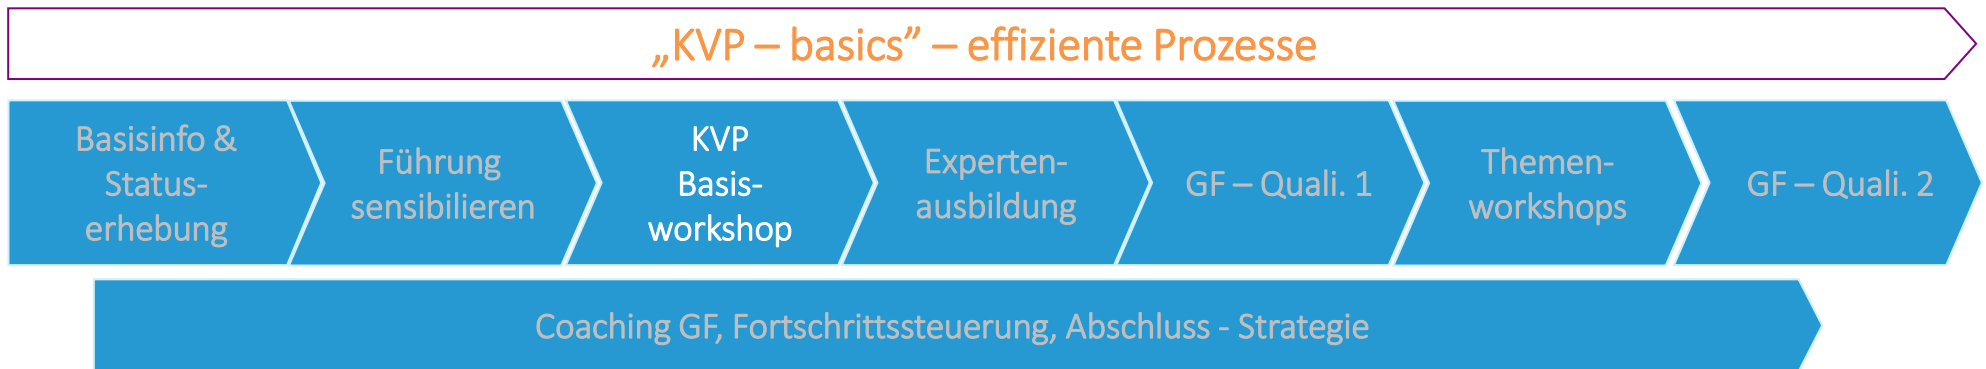 „KVP – basics” – effiziente Prozesse
Basisinfo &
Status-
erhebung
Führung
sensibilieren
KVP
Basis-
workshop
Experten-
ausbildung
GF – Quali. 1
Themen-
workshops
GF – Quali. 2
Coaching GF, Fortschrittssteuerung, Abschluss - Strategie